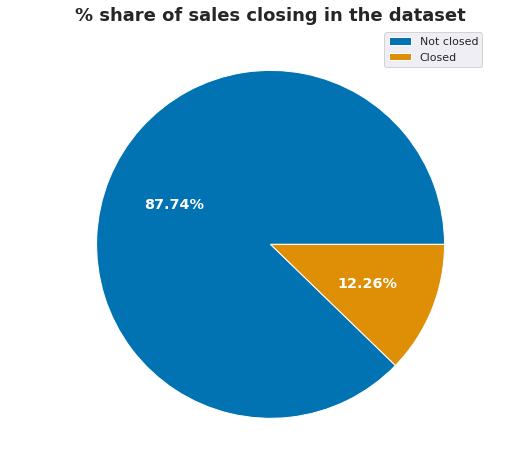 % share of sales closing in the dataset
Not closed
Closed
87.74%
12.26%